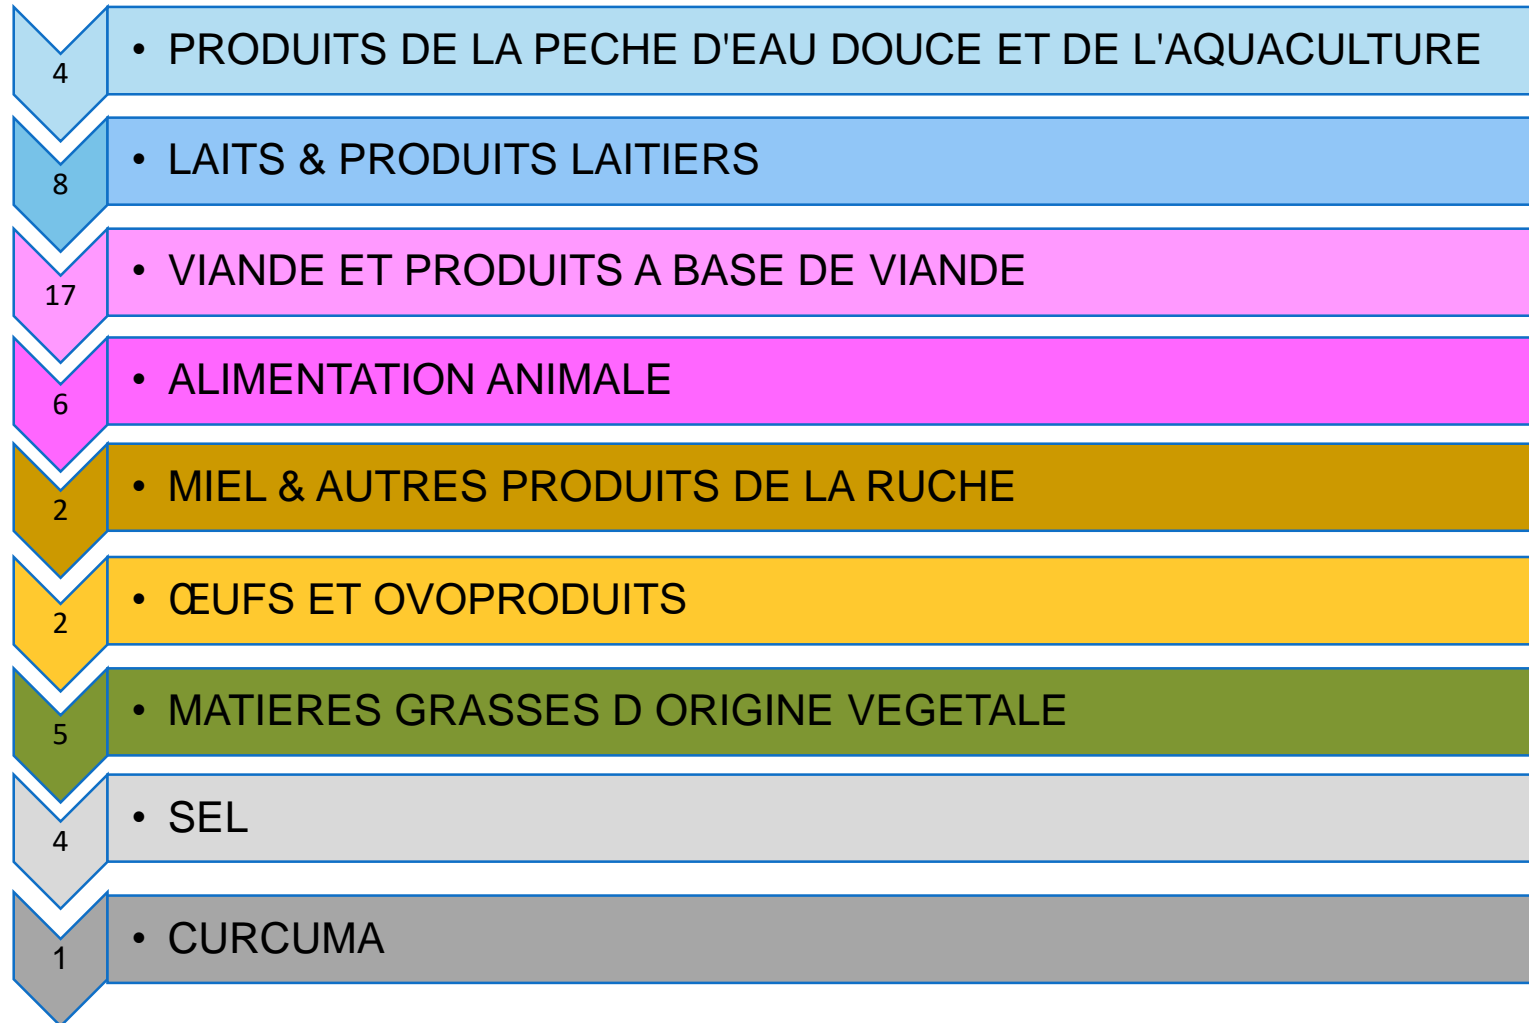 4
• PRODUITS DE LA PECHE D'EAU DOUCE ET DE L'AQUACULTURE
8
• LAITS & PRODUITS LAITIERS
17
• VIANDE ET PRODUITS A BASE DE VIANDE
6
• ALIMENTATION ANIMALE
2
• MIEL & AUTRES PRODUITS DE LA RUCHE
2
• ŒUFS ET OVOPRODUITS
5
• MATIERES GRASSES D ORIGINE VEGETALE
4
• SEL
1
• CURCUMA